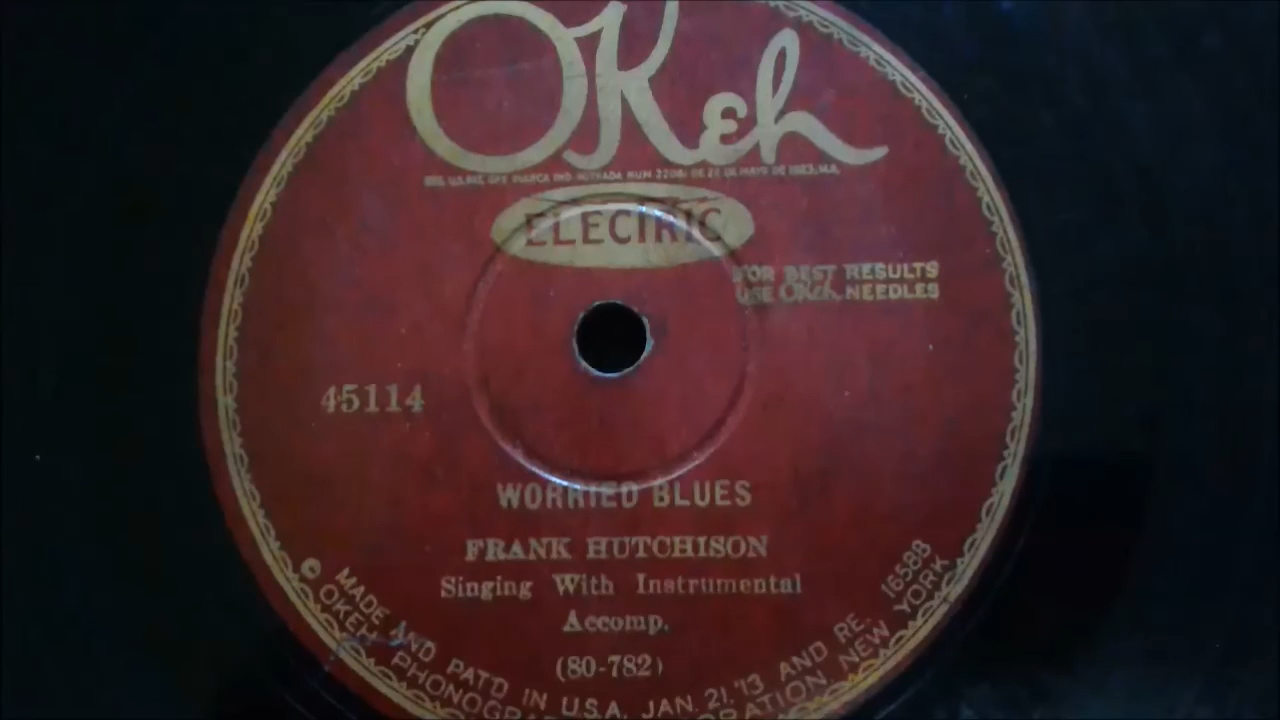 OKeh
ELECTRIC
FOR BEST RESULTS
USE OKeh NEEDLES
45114
WORRIED BLUES
FRANK HUTCHISON
Singing With Instrumental
Accomp.
(80-782)
MADE AND PAT'D IN U.S.A. JAN. 21, '13 AND RE. 16588
© OKEH PHONOGRAPH CORPORATION, NEW YORK